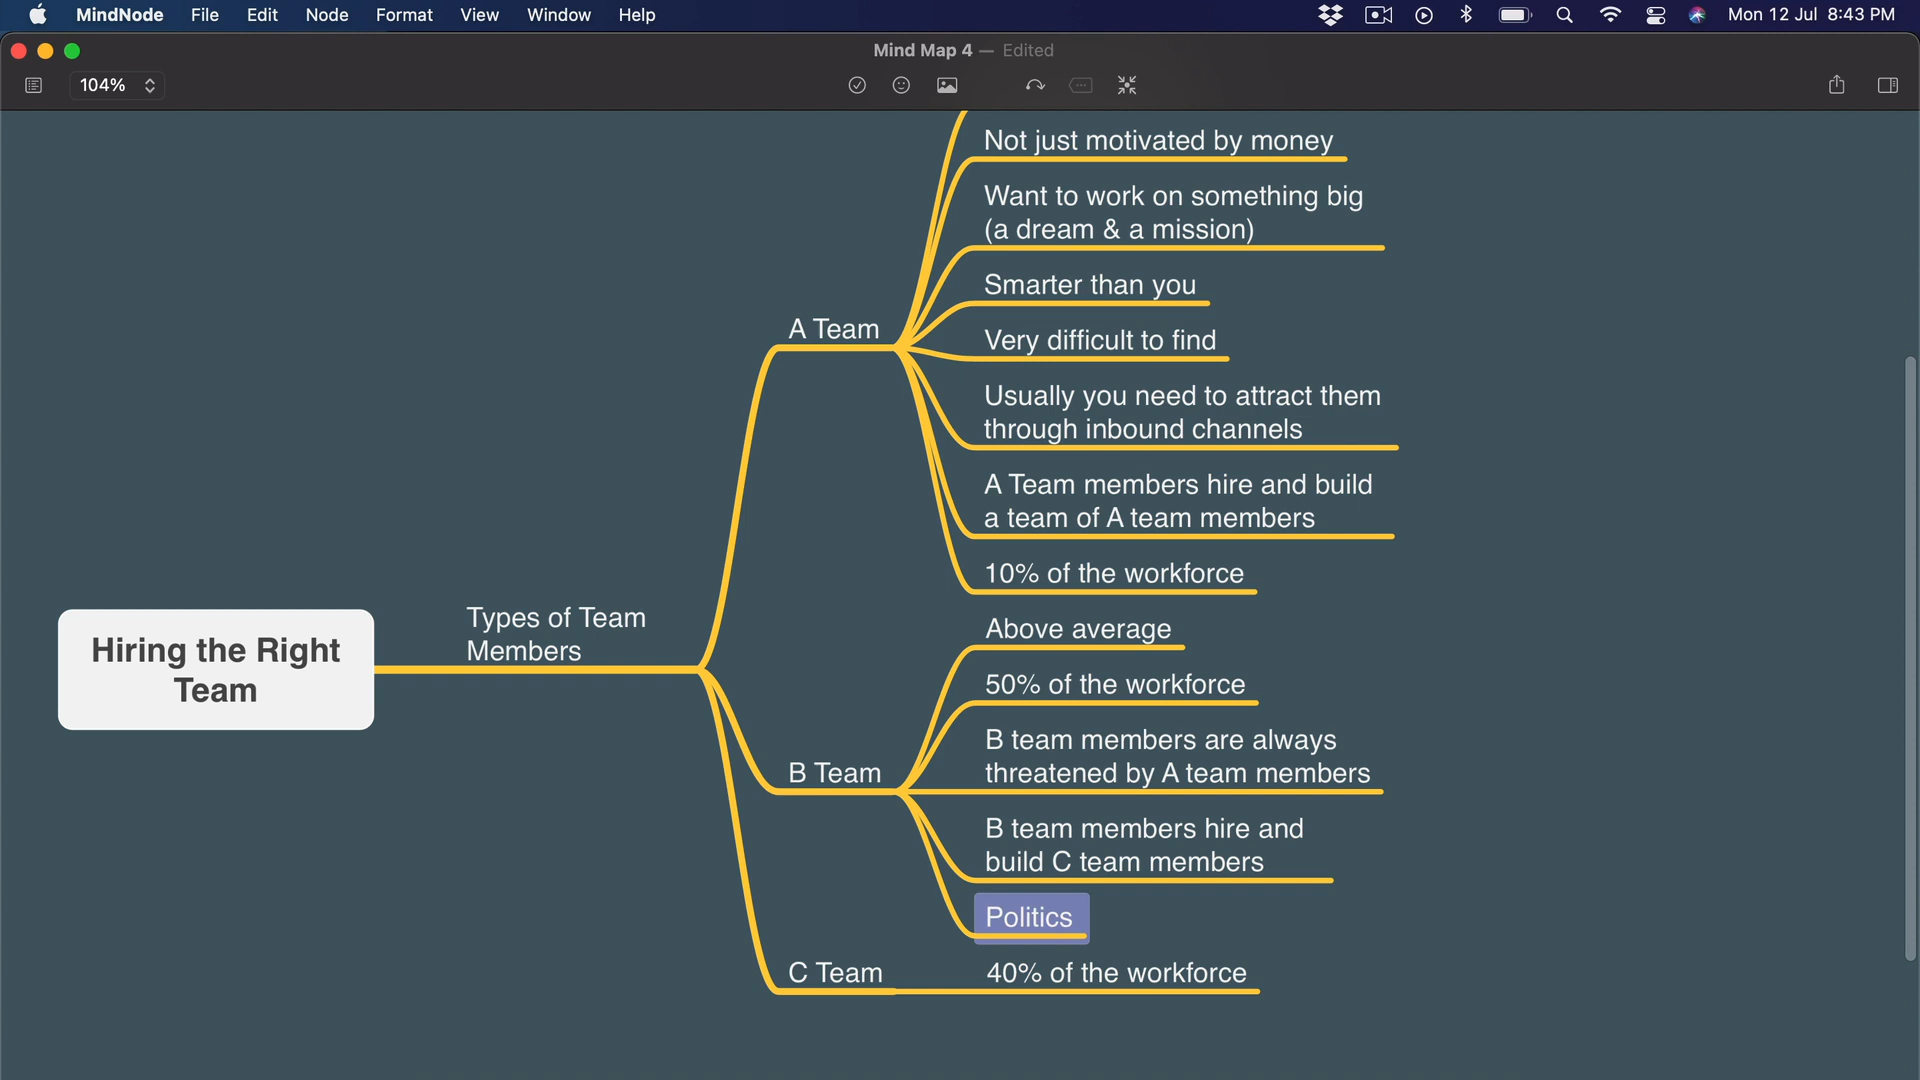 MindNode File Edit Node Format View Window Help Mon 12 Jul 8:43 PM
Mind Map 4 — Edited
104%
Not just motivated by money
Want to work on something big
(a dream & a mission)
Smarter than you
A Team
Very difficult to find
Usually you need to attract them
through inbound channels
A Team members hire and build
a team of A team members
10% of the workforce
Types of Team
Members
Hiring the Right
Team
Above average
50% of the workforce
B team members are always
threatened by A team members
B Team
B team members hire and
build C team members
Politics
C Team
40% of the workforce